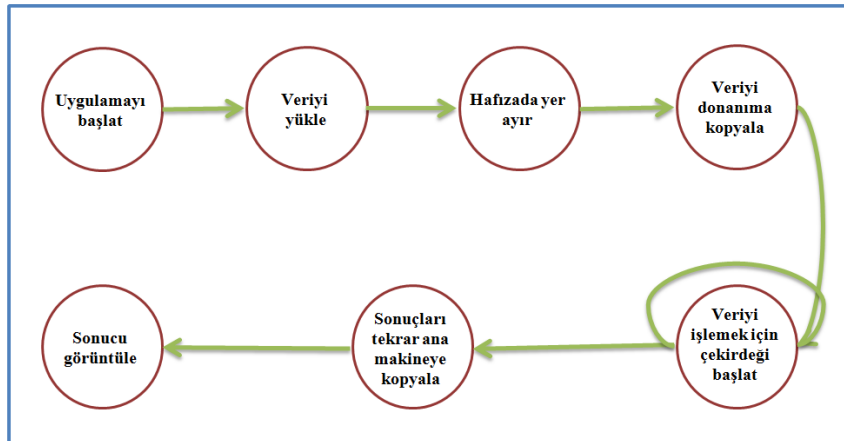 Uygulamayı
başlat
Veriyi
yükle
Hafızada yer
ayır
Veriyi
donanıma
kopyala
Veriyi
işlemek için
çekirdeği
başlat
Sonuçları
tekrar ana
makineye
kopyala
Sonucu
görüntüle